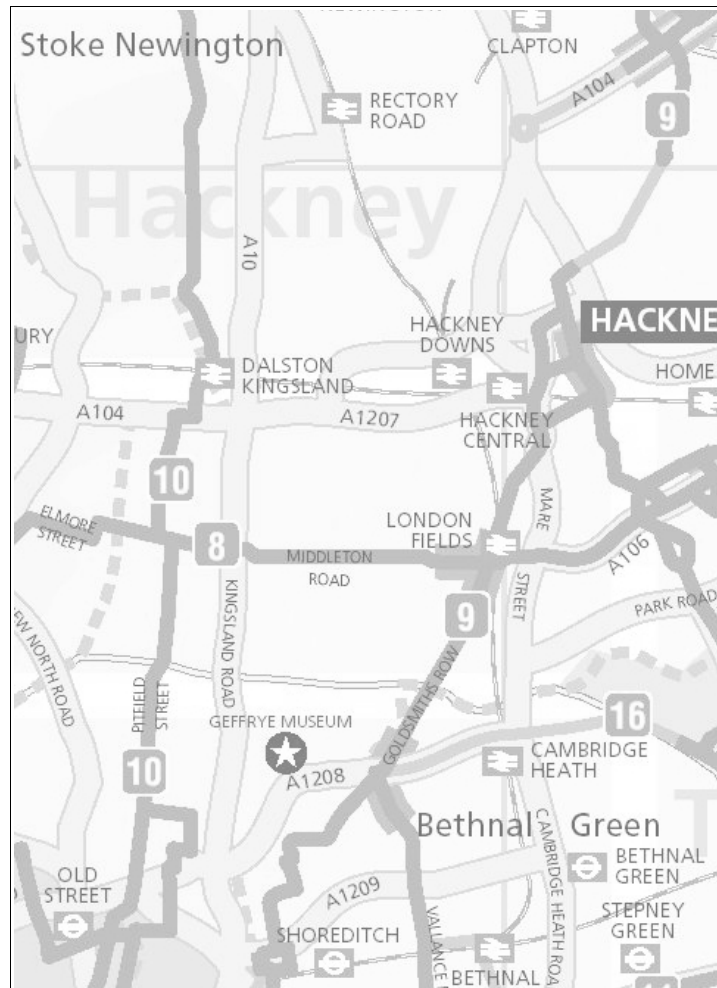 NEWINGTON
Stoke Newington
CLAPTON
A104
RECTORY
ROAD
9
Hackney
A10
HACKNE
HACKNEY
DOWNS
URY
DALSTON
KINGSLAND
HOME
A104
A1207
HACKNEY
CENTRAL
10
MARE
STREET
ELMORE
STREET
8
LONDON
FIELDS
MIDDLETON
ROAD
A106
KINGSLAND ROAD
PARK ROAD
9
EW NORTH ROAD
PITFIELD
STREET
GOLDSMITHS ROW
GEFFRYE MUSEUM
16
10
A1208
CAMBRIDGE
HEATH
T
Bethnal Green
CAMBRIDGE HEATH ROA
OLD
STREET
BETHNAL
GREEN
A1209
VALLANCE
STEPNEY
GREEN
SHOREDITCH
BETHNAL